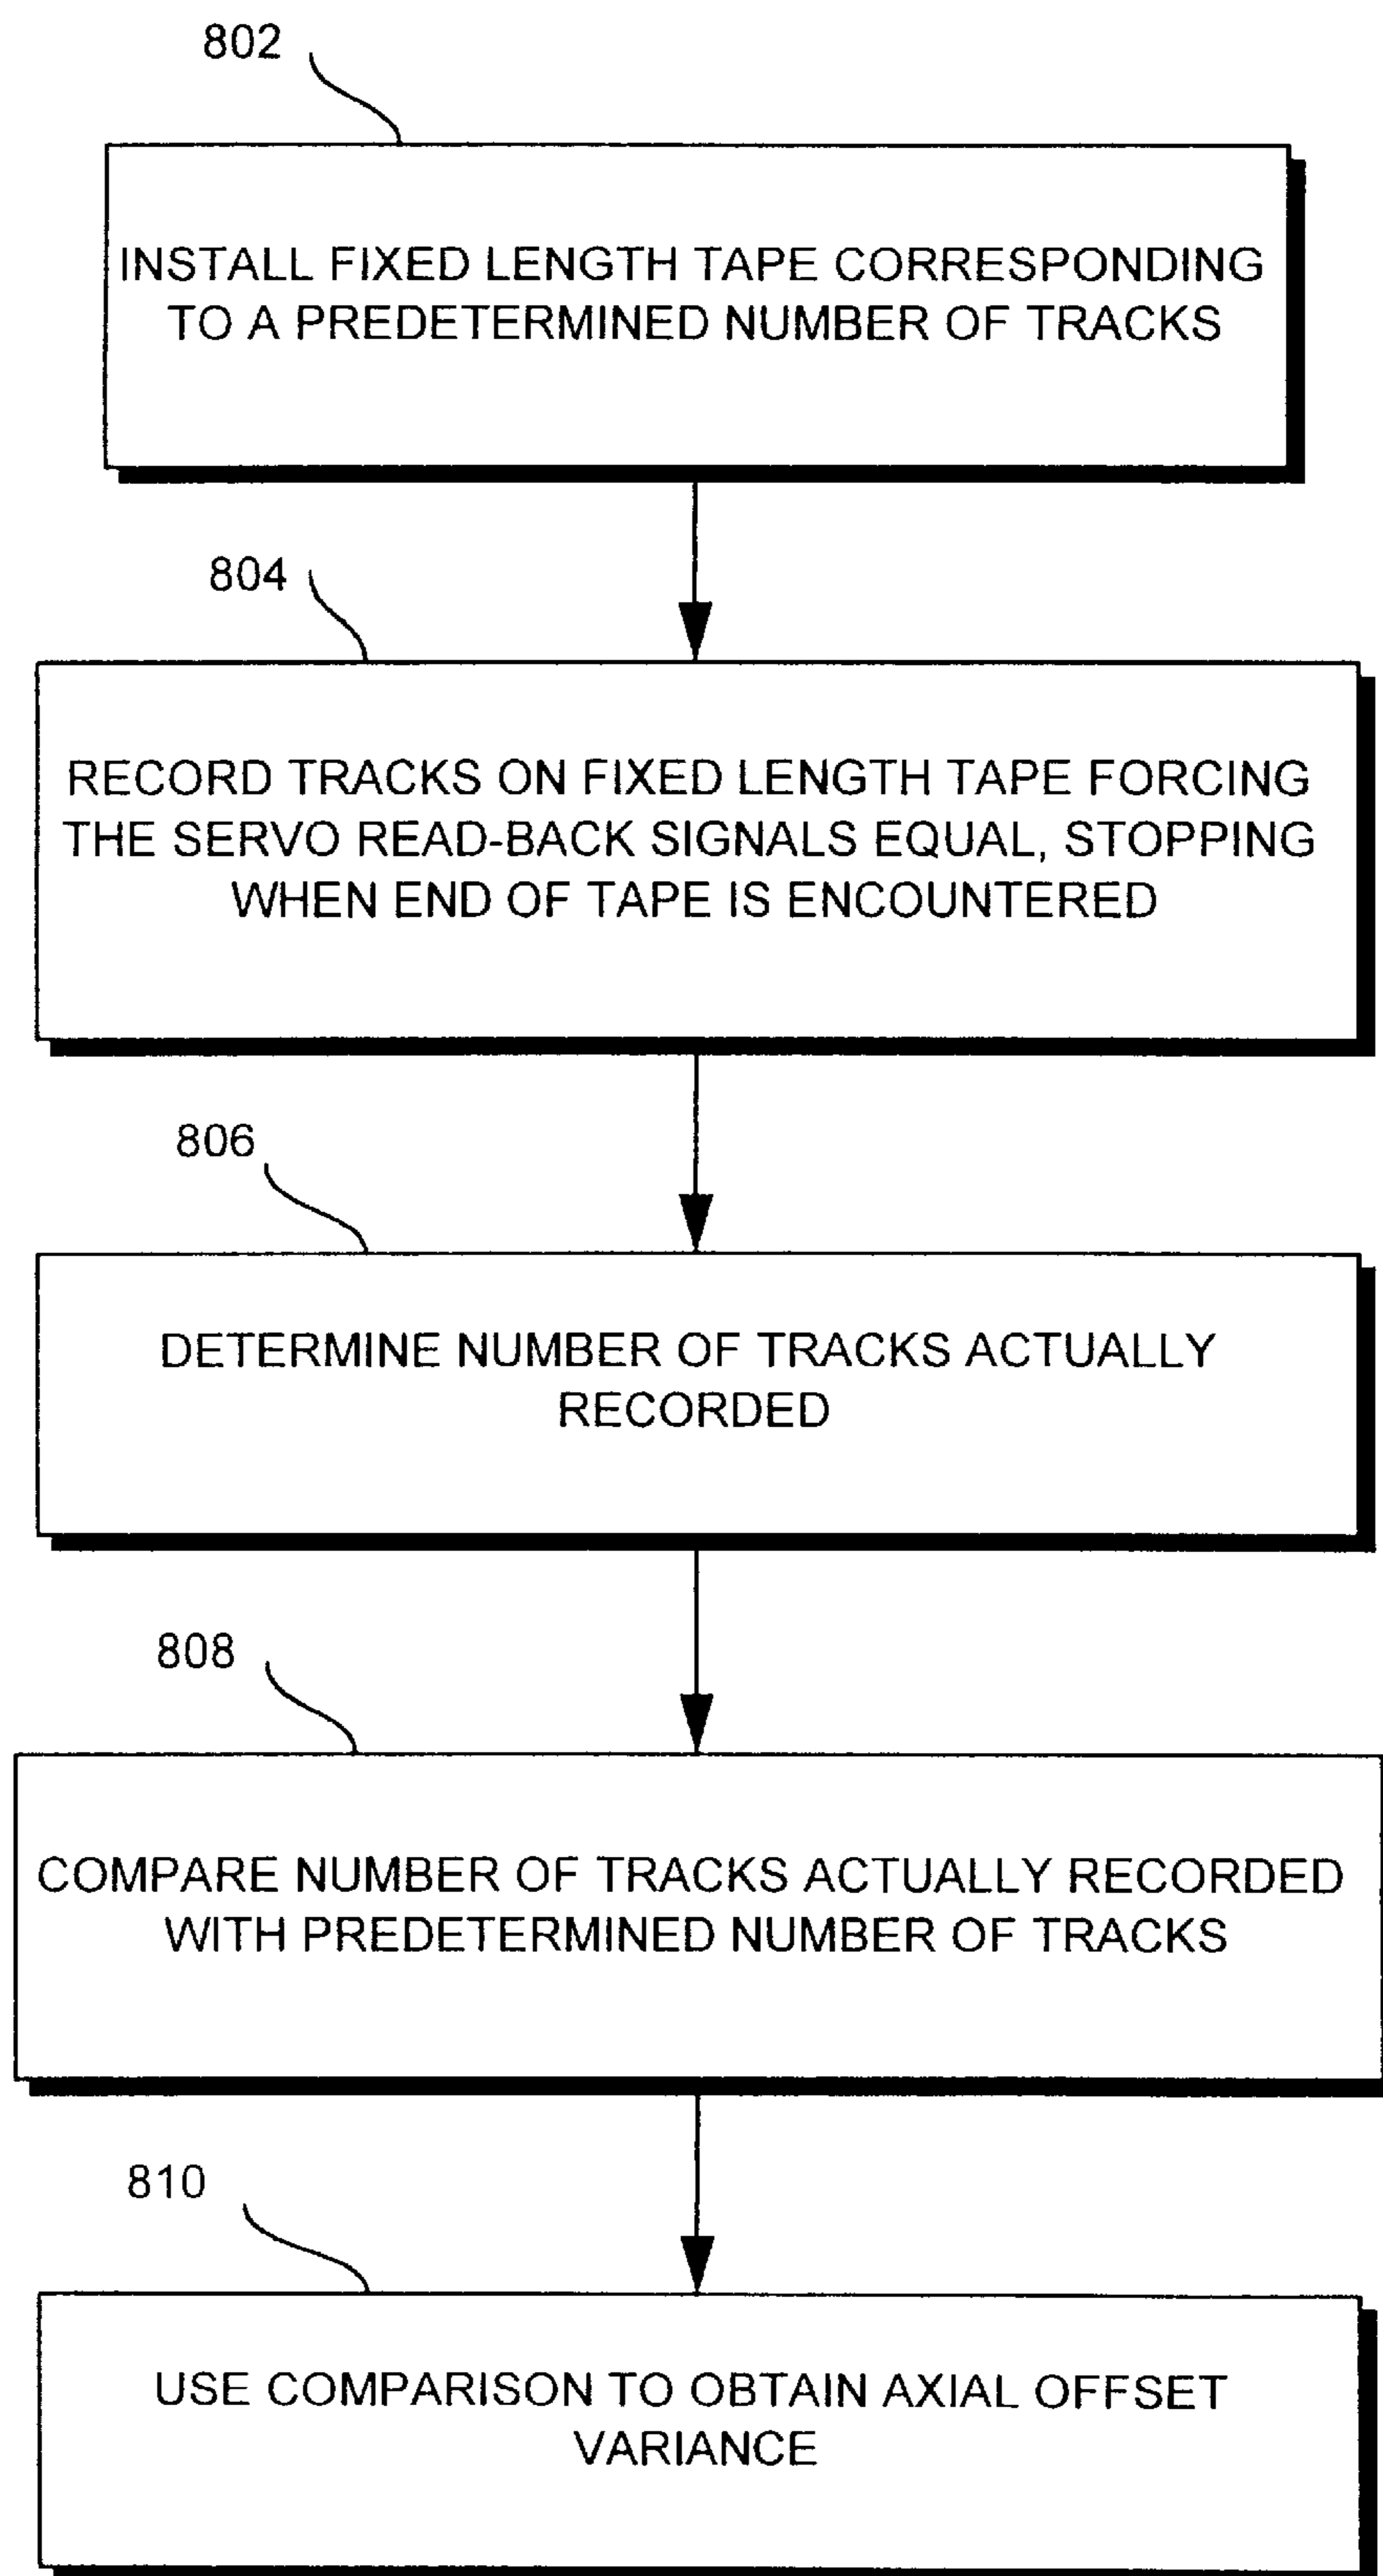 802
INSTALL FIXED LENGTH TAPE CORRESPONDING
TO A PREDETERMINED NUMBER OF TRACKS
804
RECORD TRACKS ON FIXED LENGTH TAPE FORCING
THE SERVO READ-BACK SIGNALS EQUAL, STOPPING
WHEN END OF TAPE IS ENCOUNTERED
806
DETERMINE NUMBER OF TRACKS ACTUALLY
RECORDED
808
COMPARE NUMBER OF TRACKS ACTUALLY RECORDED
WITH PREDETERMINED NUMBER OF TRACKS
810
USE COMPARISON TO OBTAIN AXIAL OFFSET
VARIANCE